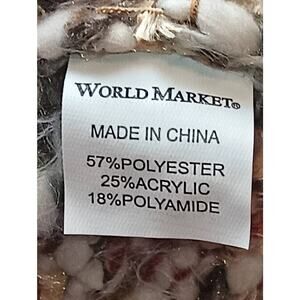 WORLD MARKET®
MADE IN CHINA
57%POLYESTER
25%ACRYLIC
18%POLYAMIDE